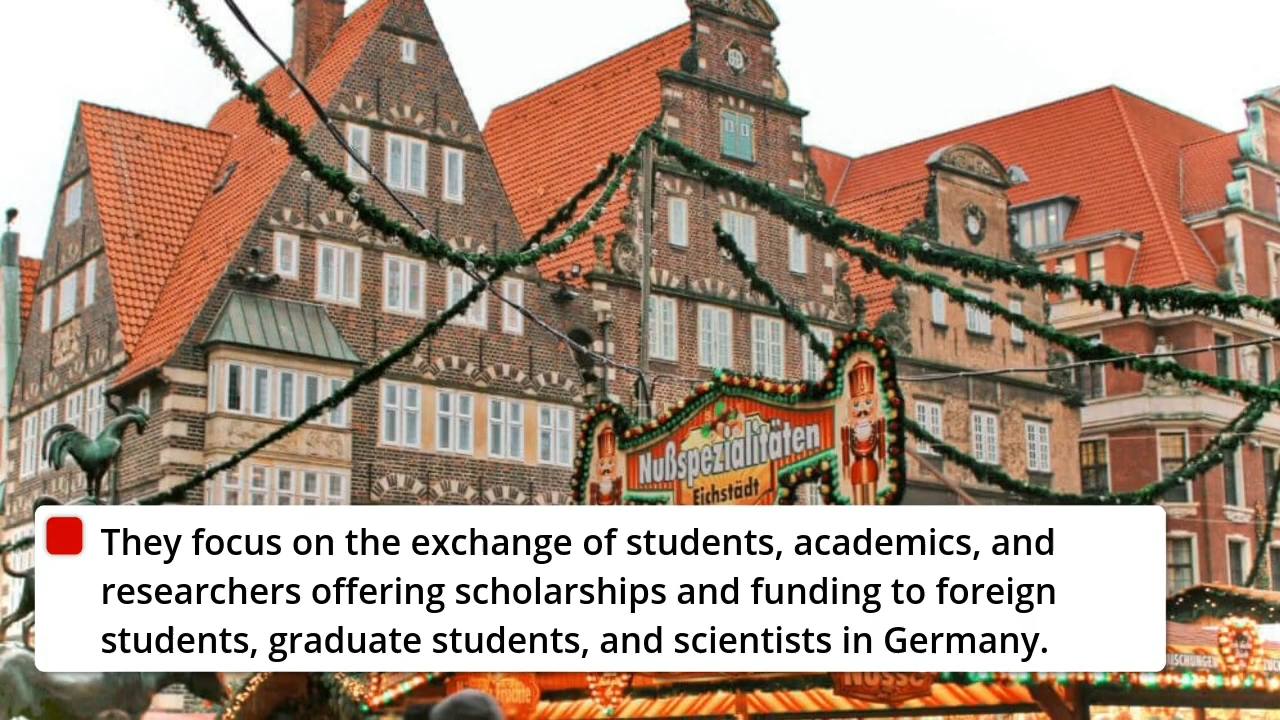 Nußspezialitäten
Eichstädt
They focus on the exchange of students, academics, and
researchers offering scholarships and funding to foreign
students, graduate students, and scientists in Germany.